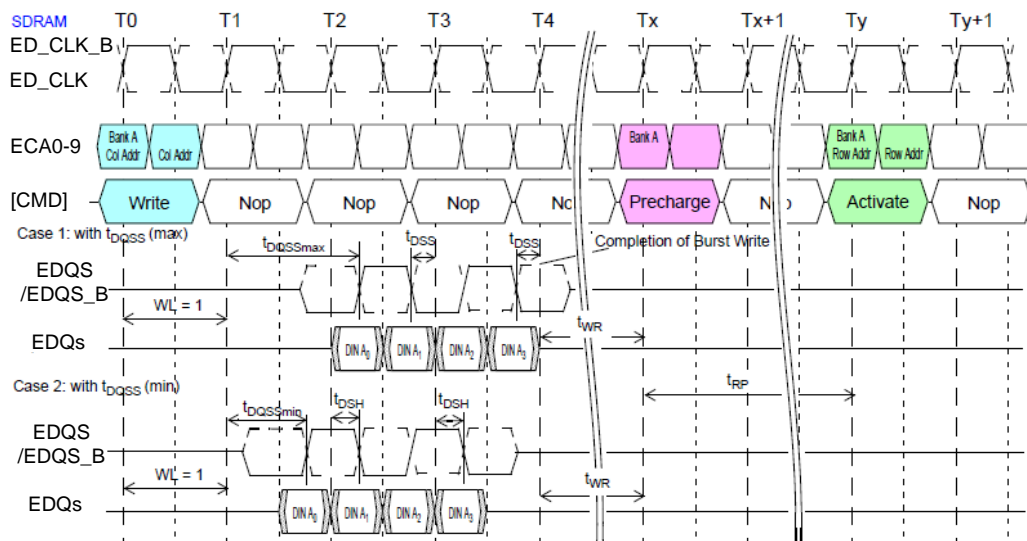 SDRAM T0 T1 T2 T3 T4 Tx Tx+1 Ty Ty+1
ED_CLK_B
ED_CLK
ECA0-9
Bank A
Col Addr
Col Addr
Bank A
Bank A
Row Addr
Row Addr
[CMD] Write Nop Nop Nop Precharge Activate Nop
Case 1: with tDQSS (max)
tDQSSmax tDSS tDSS
Completion of Burst Write
EDQS
/EDQS_B
WL = 1
tWR
EDQs DIN A0 DIN A1 DIN A2 DIN A3
Case 2: with tDQSS (min)
tRP
tDQSSmin tDSH tDSH
EDQS
/EDQS_B
WL = 1
tWR
EDQs DIN A0 DIN A1 DIN A2 DIN A3